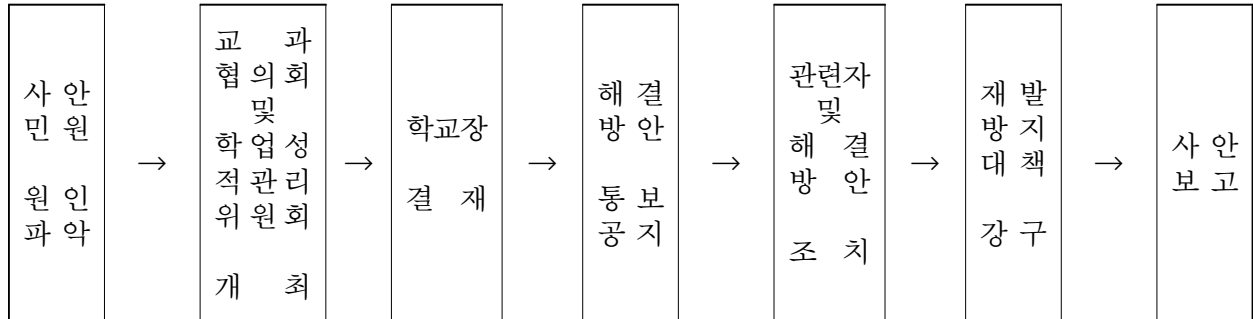 사 안
민 원
원 인
파 악
→
교 과
협 의 회
및
학 업 성
적 관 리
위 원 회
개 최
→
학교장
결 재
→
해 결
방 안
통 보
공 지
→
관련자
및
해 결
방 안
조 치
→
재 발
방 지
대 책
강 구
→
사 안
보 고